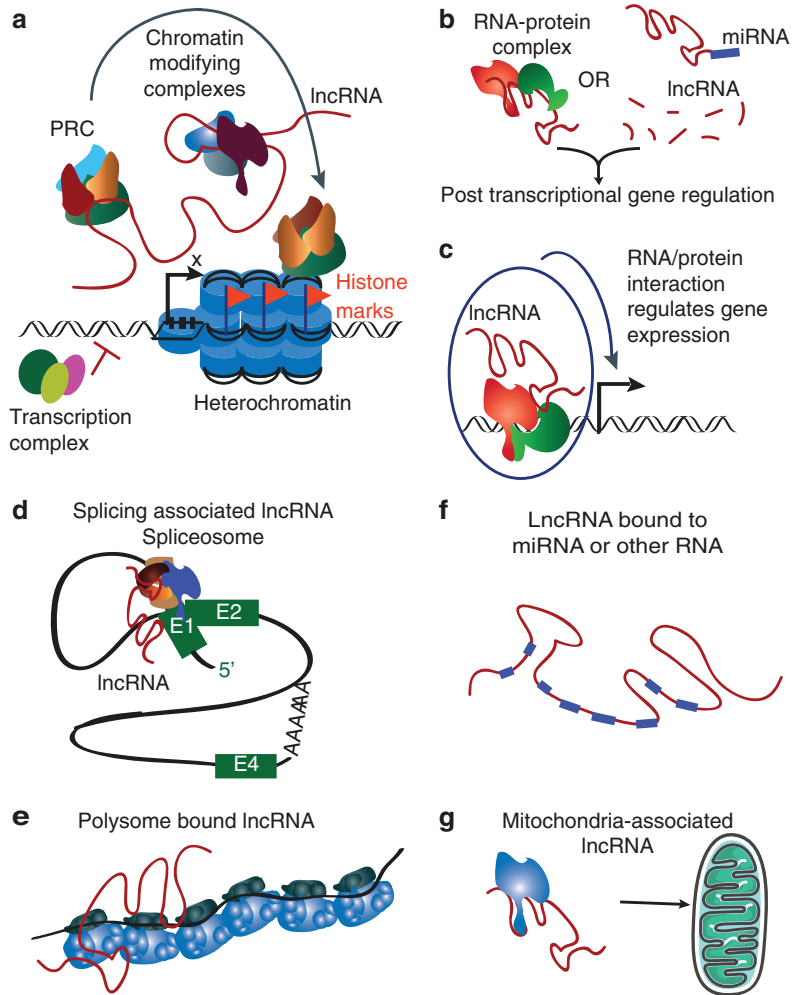 a
Chromatin
modifying
complexes
lncRNA
PRC
x
Histone
marks
Transcription
complex
Heterochromatin
b
RNA-protein
complex
OR
miRNA
lncRNA
Post transcriptional gene regulation
c
lncRNA
RNA/protein
interaction
regulates gene
expression
d
Splicing associated lncRNA
Spliceosome
E1
E2
5’
lncRNA
AAAAAA
E4
f
LncRNA bound to
miRNA or other RNA
e
Polysome bound lncRNA
g
Mitochondria-associated
lncRNA